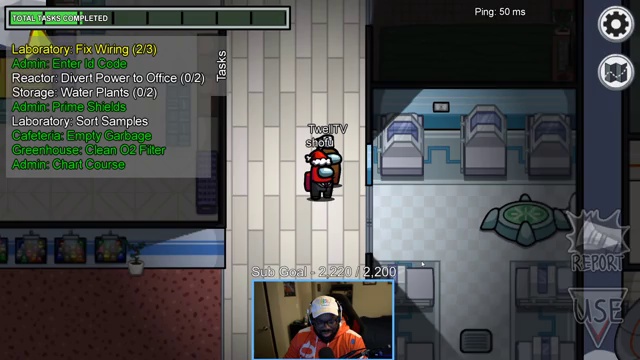 TOTAL TASKS COMPLETED
Ping: 50 ms
Laboratory: Fix Wiring (2/3)
Admin: Enter Id Code
Reactor: Divert Power to Office (0/2)
Storage: Water Plants (0/2)
Admin: Prime Shields
Laboratory: Sort Samples
Cafeteria: Empty Garbage
Greenhouse: Clean O2 Filter
Admin: Chart Course
Tasks
TwellTV
shofu
REPORT
Sub Goal - 2,220 / 2,200
USE